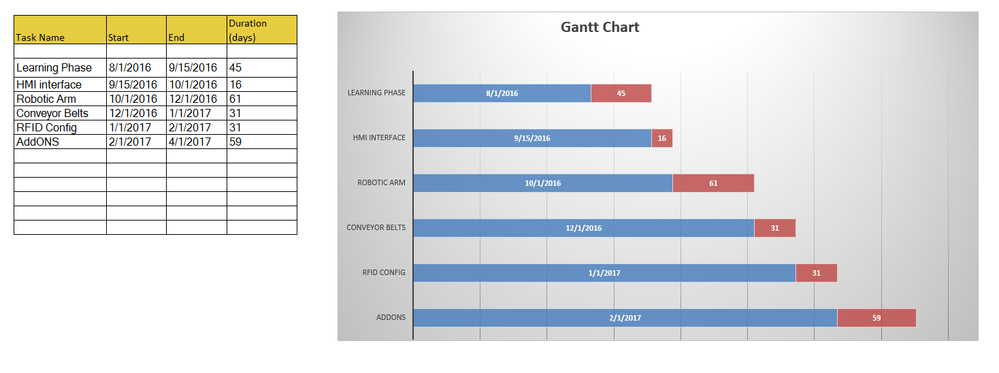 Task Name Start End Duration (days)
Learning Phase 8/1/2016 9/15/2016 45
HMI interface 9/15/2016 10/1/2016 16
Robotic Arm 10/1/2016 12/1/2016 61
Conveyor Belts 12/1/2016 1/1/2017 31
RFID Config 1/1/2017 2/1/2017 31
AddONS 2/1/2017 4/1/2017 59
Gantt Chart
LEARNING PHASE 8/1/2016 45
HMI INTERFACE 9/15/2016 16
ROBOTIC ARM 10/1/2016 61
CONVEYOR BELTS 12/1/2016 31
RFID CONFIG 1/1/2017 31
ADDONS 2/1/2017 59